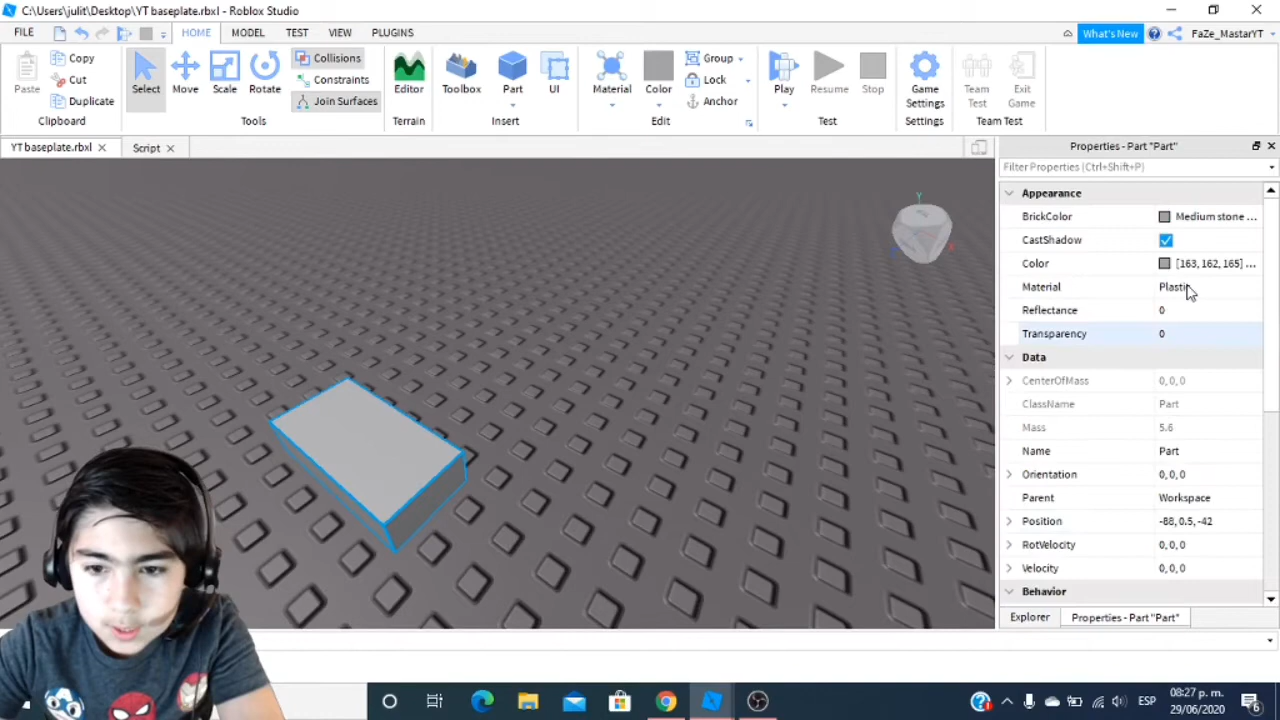 C:\Users\julit\Desktop\YT baseplate.rbxl - Roblox Studio
FILE HOME MODEL TEST VIEW PLUGINS What's New FaZe_MastarYT
Paste Copy Cut Duplicate Clipboard
Select Move Scale Rotate Collisions Constraints Join Surfaces Tools
Editor Terrain
Toolbox Part UI Insert
Material Color Group Lock Anchor Edit
Play Resume Stop Test
Game Settings Settings
Team Test Exit Game Team Test
YT baseplate.rbxl Script
Y
X
Properties - Part "Part"
Filter Properties (Ctrl+Shift+P)
Appearance
BrickColor Medium stone ...
CastShadow
Color [163, 162, 165] ...
Material Plastic
Reflectance 0
Transparency 0
Data
CenterOfMass 0, 0, 0
ClassName Part
Mass 5.6
Name Part
Orientation 0, 0, 0
Parent Workspace
Position -88, 0.5, -42
RotVelocity 0, 0, 0
Velocity 0, 0, 0
Behavior
Explorer Properties - Part "Part"
ESP 08:27 p. m.
29/06/2020
6